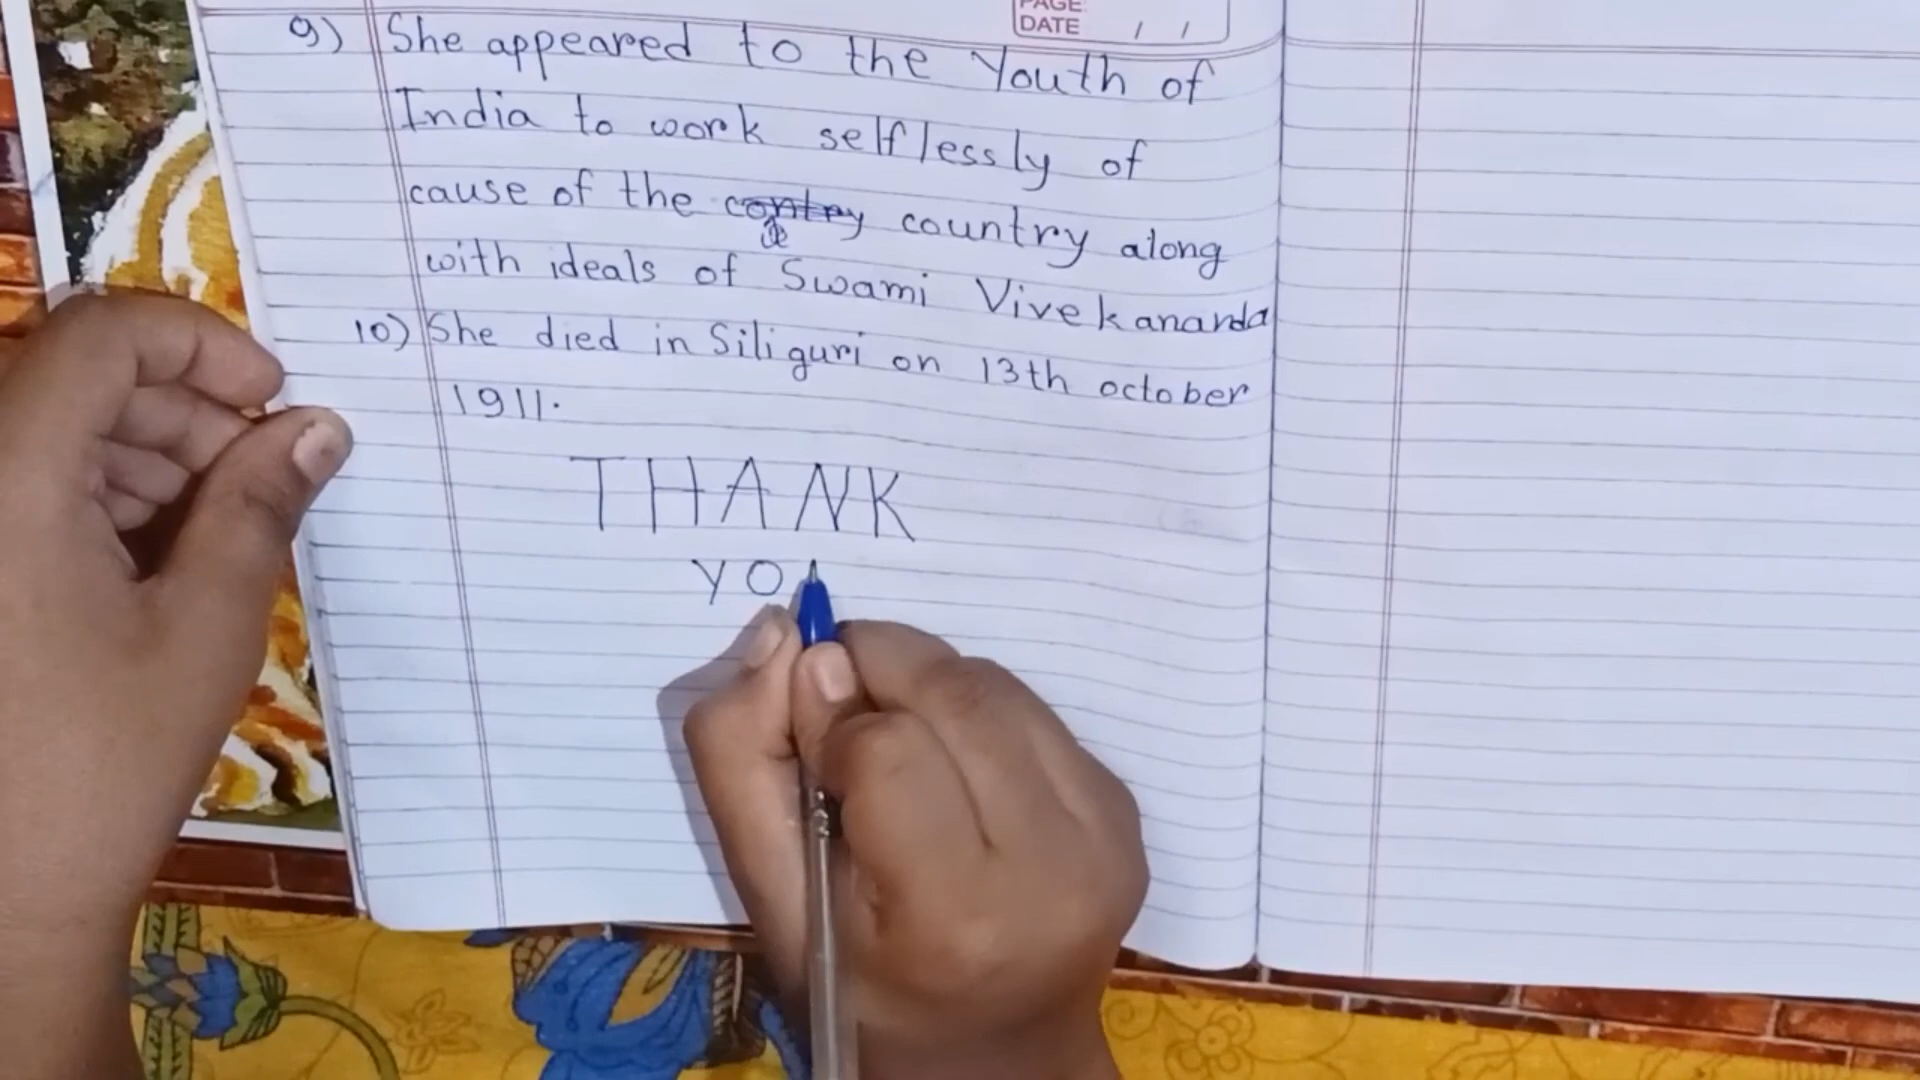 PAGE
DATE / /
9) She appeared to the Youth of
India to work selflessly of
cause of the contry country along
with ideals of Swami Vivekananda
10) She died in Siliguri on 13th october
1911.
THANK
YO